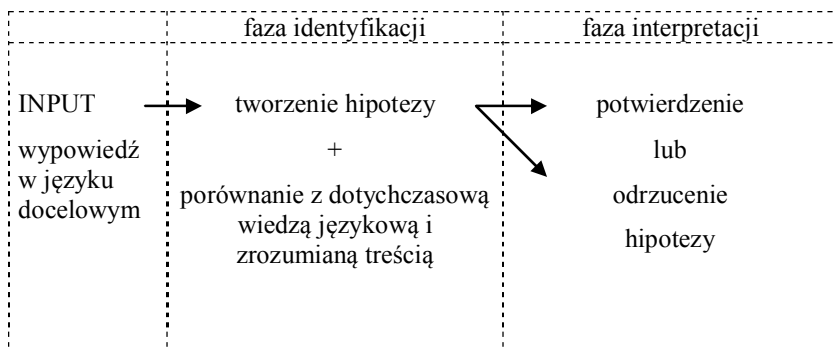 faza identyfikacji
faza interpretacji
INPUT
wypowiedź
w języku
docelowym
tworzenie hipotezy
+
porównanie z dotychczasową
wiedzą językową i
zrozumianą treścią
potwierdzenie
lub
odrzucenie
hipotezy